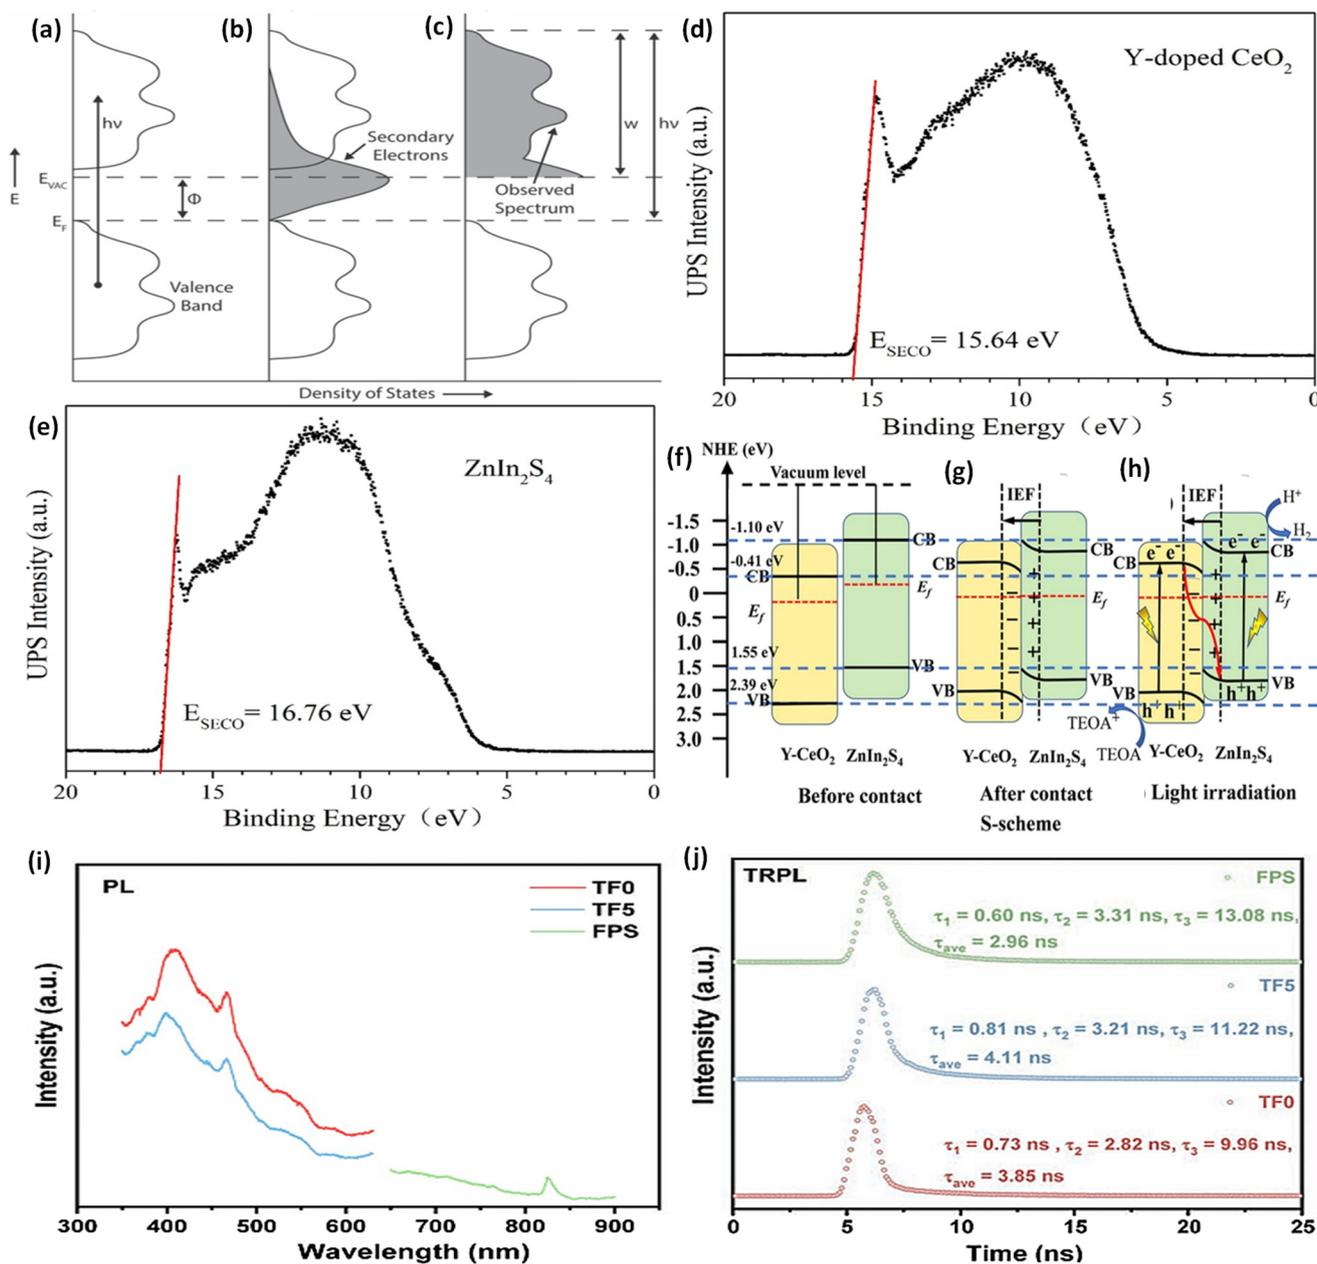 (a)
(b)
(c)
hν
E
E_VAC
Φ
E_F
Valence
Band
Secondary
Electrons
Observed
Spectrum
w
hν
Density of States
(d)
Y-doped CeO₂
UPS Intensity (a.u.)
E_SECO= 15.64 eV
20 15 10 5 0
Binding Energy（eV）
(e)
ZnIn₂S₄
UPS Intensity (a.u.)
E_SECO= 16.76 eV
20 15 10 5 0
Binding Energy（eV）
(f)
NHE (eV)
Vacuum level
-1.5
-1.0
-0.5
0
0.5
1.0
1.5
2.0
2.5
3.0
-1.10 eV
CB
-0.41 eV
CB
E_f
E_f
1.55 eV
VB
2.39 eV
VB
Y-CeO₂ ZnIn₂S₄
Before contact
(g)
IEF
CB
CB
E_f
VB
VB
Y-CeO₂ ZnIn₂S₄
After contact
S-scheme
(h)
IEF
H⁺
H₂
e⁻ e⁻
CB
e⁻ e⁻
CB
E_f
VB
VB
h⁺ h⁺
h⁺h⁺
TEOA⁺
TEOA
Y-CeO₂ ZnIn₂S₄
Light irradiation
(i)
PL
TF0
TF5
FPS
Intensity (a.u.)
300 400 500 600 700 800 900
Wavelength (nm)
(j)
TRPL
FPS
τ₁ = 0.60 ns, τ₂ = 3.31 ns, τ₃ = 13.08 ns,
τ_ave = 2.96 ns
TF5
τ₁ = 0.81 ns , τ₂ = 3.21 ns, τ₃ = 11.22 ns,
τ_ave = 4.11 ns
TF0
τ₁ = 0.73 ns , τ₂ = 2.82 ns, τ₃ = 9.96 ns,
τ_ave = 3.85 ns
Intensity (a.u.)
0 5 10 15 20 25
Time (ns)